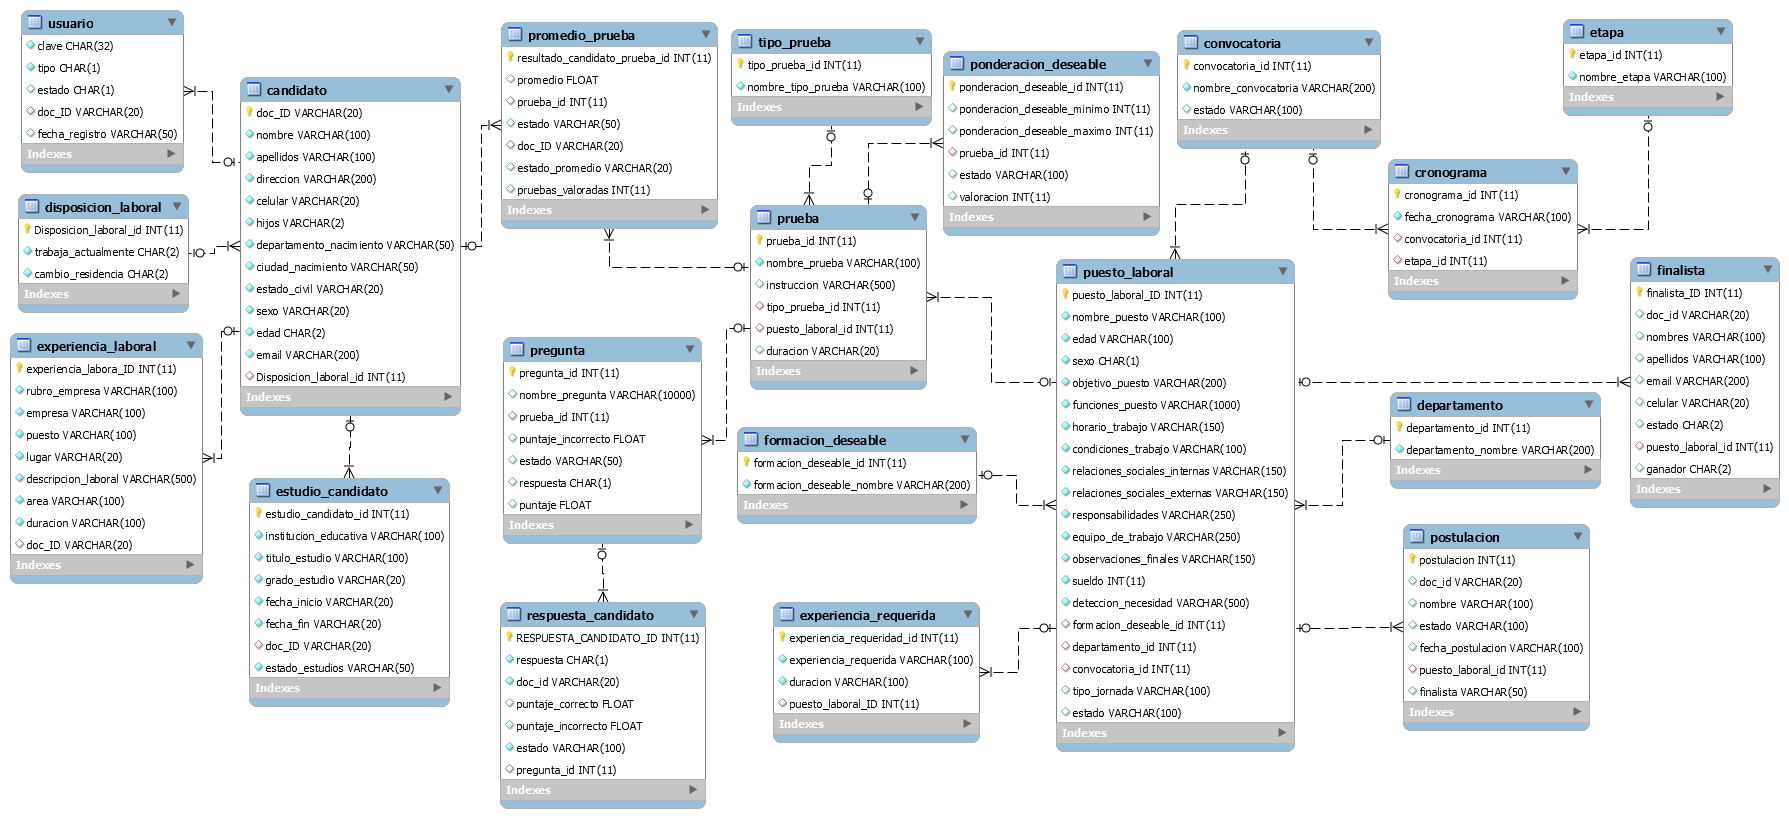 usuario
clave CHAR(32)
tipo CHAR(1)
estado CHAR(1)
doc_ID VARCHAR(20)
fecha_registro VARCHAR(50)
Indexes
disposicion_laboral
Disposicion_laboral_id INT(11)
trabaja_actualmente CHAR(2)
cambio_residencia CHAR(2)
Indexes
experiencia_laboral
experiencia_labora_ID INT(11)
rubro_empresa VARCHAR(100)
empresa VARCHAR(100)
puesto VARCHAR(100)
lugar VARCHAR(20)
descripcion_laboral VARCHAR(500)
area VARCHAR(100)
duracion VARCHAR(100)
doc_ID VARCHAR(20)
Indexes
candidato
doc_ID VARCHAR(20)
nombre VARCHAR(100)
apellidos VARCHAR(100)
direccion VARCHAR(200)
celular VARCHAR(20)
hijos VARCHAR(2)
departamento_nacimiento VARCHAR(50)
ciudad_nacimiento VARCHAR(50)
estado_civil VARCHAR(20)
sexo VARCHAR(20)
edad CHAR(2)
email VARCHAR(200)
Disposicion_laboral_id INT(11)
Indexes
estudio_candidato
estudio_candidato_id INT(11)
institucion_educativa VARCHAR(100)
titulo_estudio VARCHAR(100)
grado_estudio VARCHAR(20)
fecha_inicio VARCHAR(20)
fecha_fin VARCHAR(20)
doc_ID VARCHAR(20)
estado_estudios VARCHAR(50)
Indexes
promedio_prueba
resultado_candidato_prueba_id INT(11)
promedio FLOAT
prueba_id INT(11)
estado VARCHAR(50)
doc_ID VARCHAR(20)
estado_promedio VARCHAR(20)
pruebas_valoradas INT(11)
Indexes
pregunta
pregunta_id INT(11)
nombre_pregunta VARCHAR(10000)
prueba_id INT(11)
puntaje_incorrecto FLOAT
estado VARCHAR(50)
respuesta CHAR(1)
puntaje FLOAT
Indexes
respuesta_candidato
RESPUESTA_CANDIDATO_ID INT(11)
respuesta CHAR(1)
doc_id VARCHAR(20)
puntaje_correcto FLOAT
puntaje_incorrecto FLOAT
estado VARCHAR(100)
pregunta_id INT(11)
Indexes
tipo_prueba
tipo_prueba_id INT(11)
nombre_tipo_prueba VARCHAR(100)
Indexes
prueba
prueba_id INT(11)
nombre_prueba VARCHAR(100)
instruccion VARCHAR(500)
tipo_prueba_id INT(11)
puesto_laboral_id INT(11)
duracion VARCHAR(20)
Indexes
formacion_deseable
formacion_deseable_id INT(11)
formacion_deseable_nombre VARCHAR(200)
Indexes
experiencia_requerida
experiencia_requeridad_id INT(11)
experiencia_requerida VARCHAR(100)
duracion VARCHAR(100)
puesto_laboral_ID INT(11)
Indexes
ponderacion_deseable
ponderacion_deseable_id INT(11)
ponderacion_deseable_minimo INT(11)
ponderacion_deseable_maximo INT(11)
prueba_id INT(11)
estado VARCHAR(100)
valoracion INT(11)
Indexes
convocatoria
convocatoria_id INT(11)
nombre_convocatoria VARCHAR(200)
estado VARCHAR(100)
Indexes
puesto_laboral
puesto_laboral_ID INT(11)
nombre_puesto VARCHAR(100)
edad VARCHAR(100)
sexo CHAR(1)
objetivo_puesto VARCHAR(200)
funciones_puesto VARCHAR(1000)
horario_trabajo VARCHAR(150)
condiciones_trabajo VARCHAR(100)
relaciones_sociales_internas VARCHAR(150)
relaciones_sociales_externas VARCHAR(150)
responsabilidades VARCHAR(250)
equipo_de_trabajo VARCHAR(250)
observaciones_finales VARCHAR(150)
sueldo INT(11)
deteccion_necesidad VARCHAR(500)
formacion_deseable_id INT(11)
departamento_id INT(11)
convocatoria_id INT(11)
tipo_jornada VARCHAR(100)
estado VARCHAR(100)
Indexes
etapa
etapa_id INT(11)
nombre_etapa VARCHAR(100)
Indexes
cronograma
cronograma_id INT(11)
fecha_cronograma VARCHAR(100)
convocatoria_id INT(11)
etapa_id INT(11)
Indexes
departamento
departamento_id INT(11)
departamento_nombre VARCHAR(200)
Indexes
finalista
finalista_ID INT(11)
doc_id VARCHAR(20)
nombres VARCHAR(100)
apellidos VARCHAR(100)
email VARCHAR(200)
celular VARCHAR(20)
estado CHAR(2)
puesto_laboral_id INT(11)
ganador CHAR(2)
Indexes
postulacion
postulacion INT(11)
doc_id VARCHAR(20)
nombre VARCHAR(100)
estado VARCHAR(100)
fecha_postulacion VARCHAR(100)
puesto_laboral_id INT(11)
finalista VARCHAR(50)
Indexes